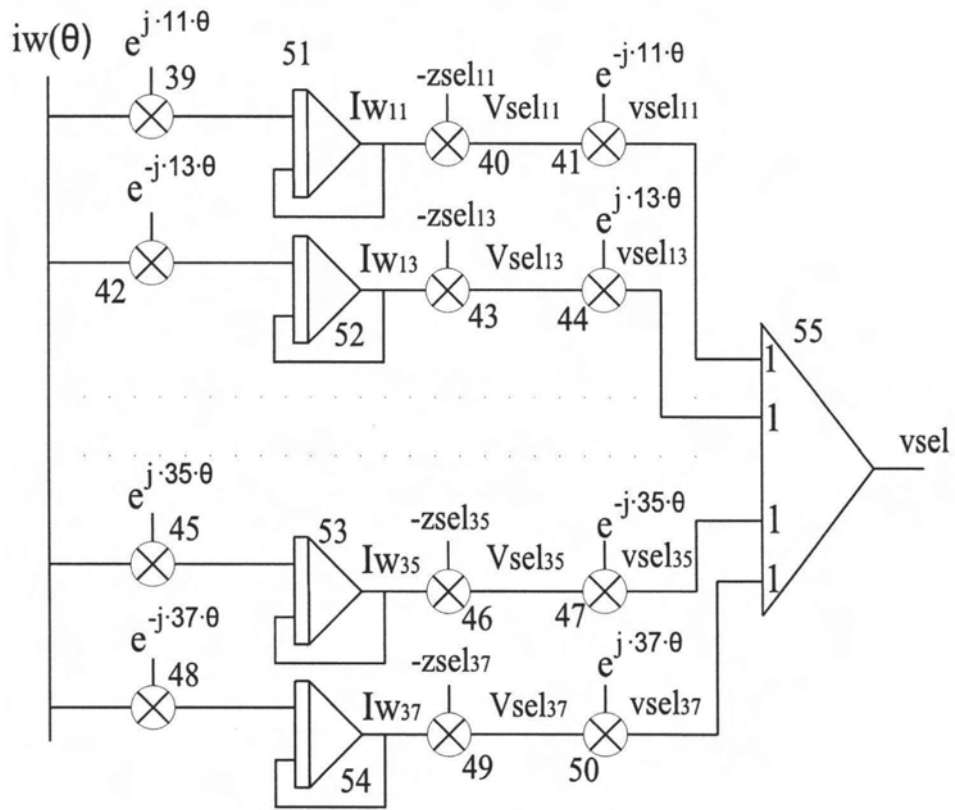 iw(θ)
e^{j·11·θ}
39
51
Iw₁₁
-zsel₁₁
Vsel₁₁
40
e^{-j·11·θ}
41
vsel₁₁
e^{-j·13·θ}
42
52
Iw₁₃
-zsel₁₃
Vsel₁₃
43
e^{j·13·θ}
44
vsel₁₃
55
1
1
1
1
vsel
e^{j·35·θ}
45
53
Iw₃₅
-zsel₃₅
Vsel₃₅
46
e^{-j·35·θ}
47
vsel₃₅
e^{-j·37·θ}
48
54
Iw₃₇
-zsel₃₇
Vsel₃₇
49
e^{j·37·θ}
50
vsel₃₇